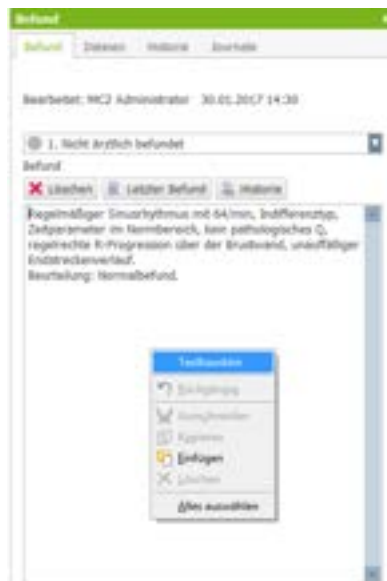 Befund
Befund Dateien Historie Journale
Bearbeitet: MCZ Administrator 30.01.2017 14:30
1. Nicht ärztlich befundet
Befund
Löschen Letzter Befund Historie
Regelmäßiger Sinusrhythmus mit 64/min, Indifferenztyp,
Zeitparameter im Normbereich, kein pathologisches Q,
regelrechte R-Progression über der Brustwand, unauffälliger
Endstreckenverlauf.
Beurteilung: Normalbefund.
Textbaustein
Rückgängig
Ausschneiden
Kopieren
Einfügen
Löschen
Alles auswählen